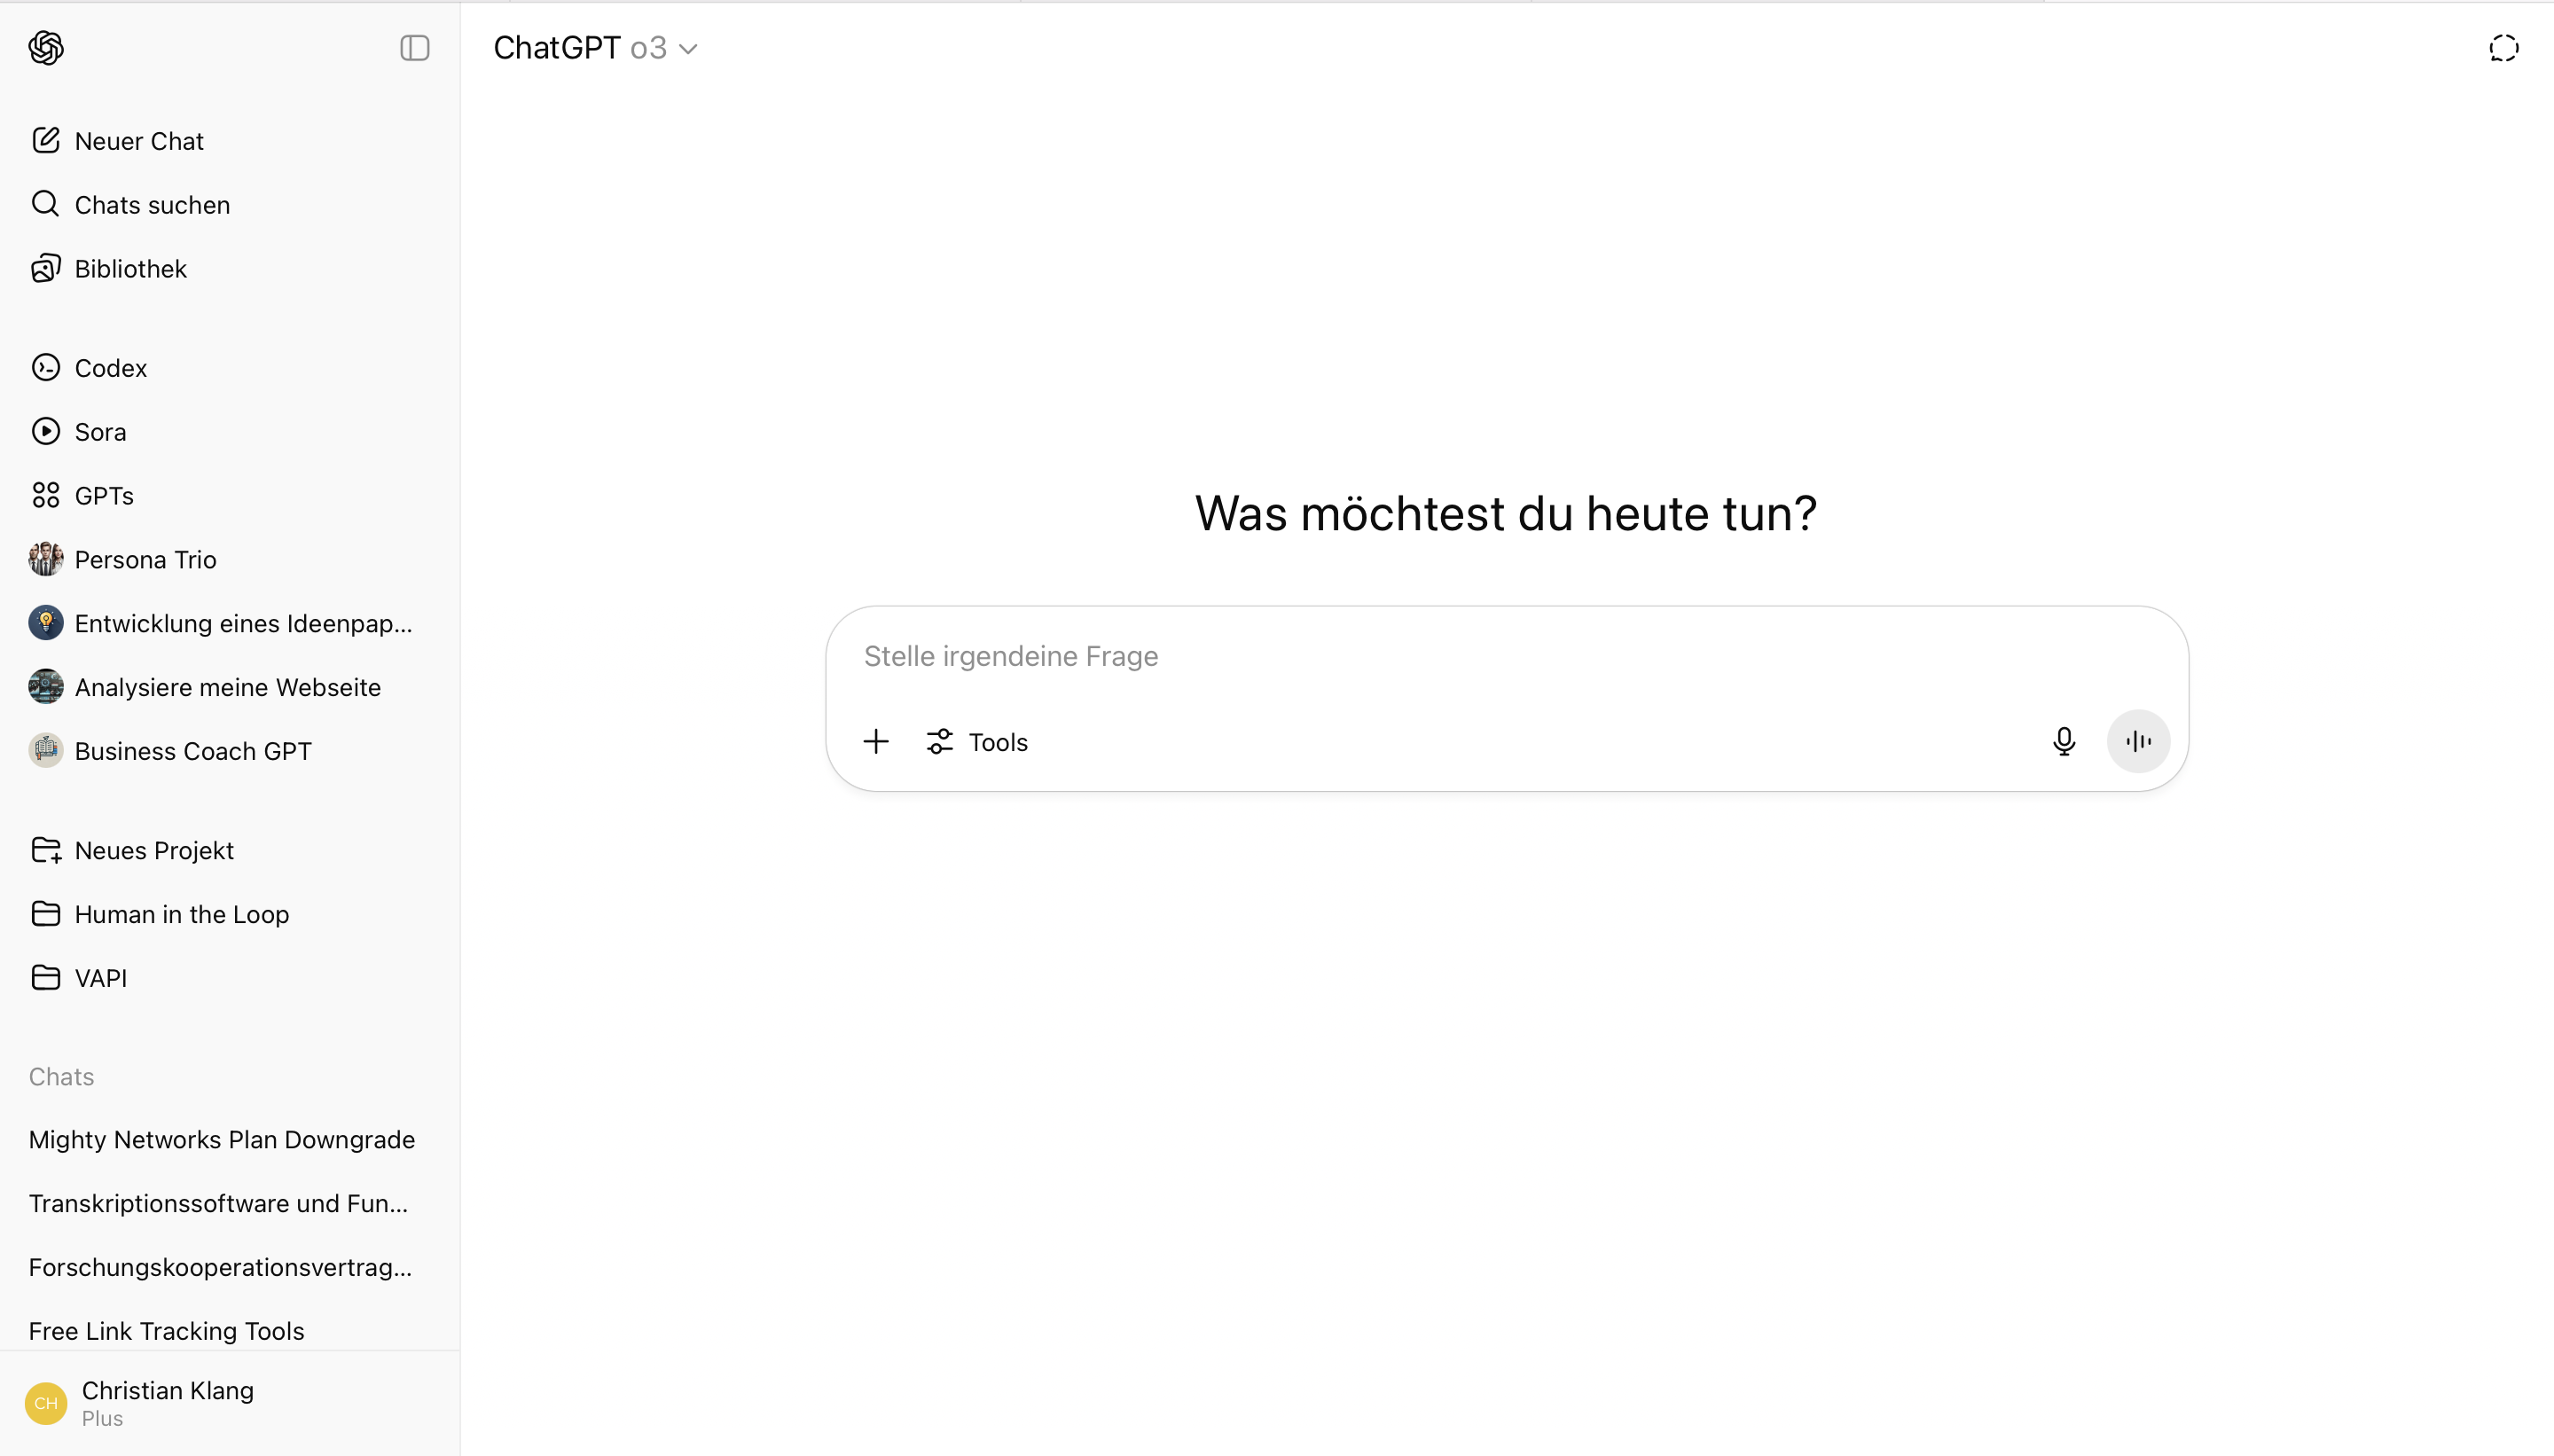 ChatGPT o3
Neuer Chat
Chats suchen
Bibliothek
Codex
Sora
GPTs
Persona Trio
Entwicklung eines Ideenpap...
Analysiere meine Webseite
Business Coach GPT
Neues Projekt
Human in the Loop
VAPI
Chats
Mighty Networks Plan Downgrade
Transkriptionssoftware und Fun...
Forschungskooperationsvertrag...
Free Link Tracking Tools
CH
Christian Klang
Plus
Was möchtest du heute tun?
Stelle irgendeine Frage
Tools